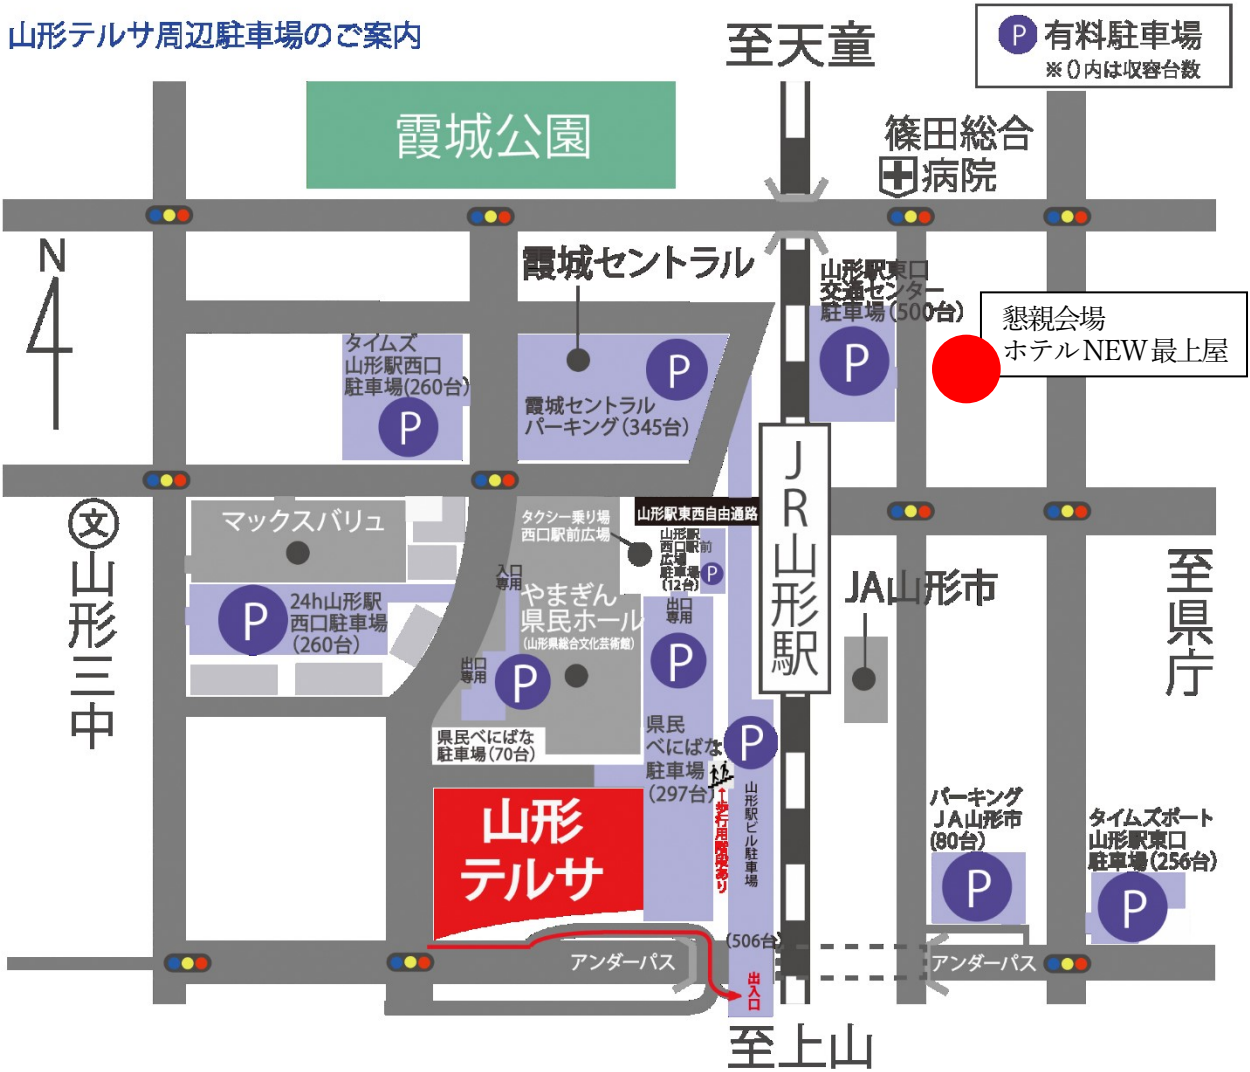 山形テルサ周辺駐車場のご案内
至天童
P 有料駐車場
※()内は収容台数
霞城公園
篠田総合
病院
N
霞城セントラル
山形駅東口
交通センター
駐車場(500台)
P
懇親会場
ホテルNEW最上屋
タイムズ
山形駅西口
駐車場(260台)
P
P
霞城セントラル
パーキング(345台)
JR山形駅
文
山形三中
マックスバリュ
タクシー乗り場
西口駅前広場
山形駅東西自由通路
山形駅
西口駅前
広場
駐車場
(12台)
P
入口
専用
やまぎん
県民ホール
(山形県総合文化芸術館)
出口
専用
P
JA山形市
至県庁
P
24h山形駅
西口駐車場
(260台)
出口
専用
P
県民べにばな
駐車場(70台)
県民
べにばな
駐車場
(297台)
P
↑歩行用階段あり
山形駅ビル駐車場
(506台)
山形
テルサ
パーキング
JA山形市
(80台)
P
タイムズポート
山形駅東口
駐車場(256台)
P
アンダーパス
アンダーパス
出入口
至上山